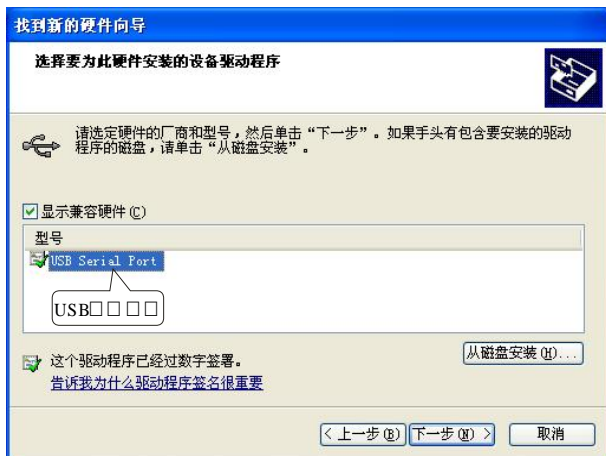 找到新的硬件向导
选择要为此硬件安装的设备驱动程序
请选定硬件的厂商和型号，然后单击“下一步”。如果手头有包含要安装的驱动
程序的磁盘，请单击“从磁盘安装”。
显示兼容硬件(C)
型号
USB Serial Port
USB□□□□
这个驱动程序已经过数字签署。
从磁盘安装(H)...
告诉我为什么驱动程序签名很重要
< 上一步(B)
下一步(N) >
取消